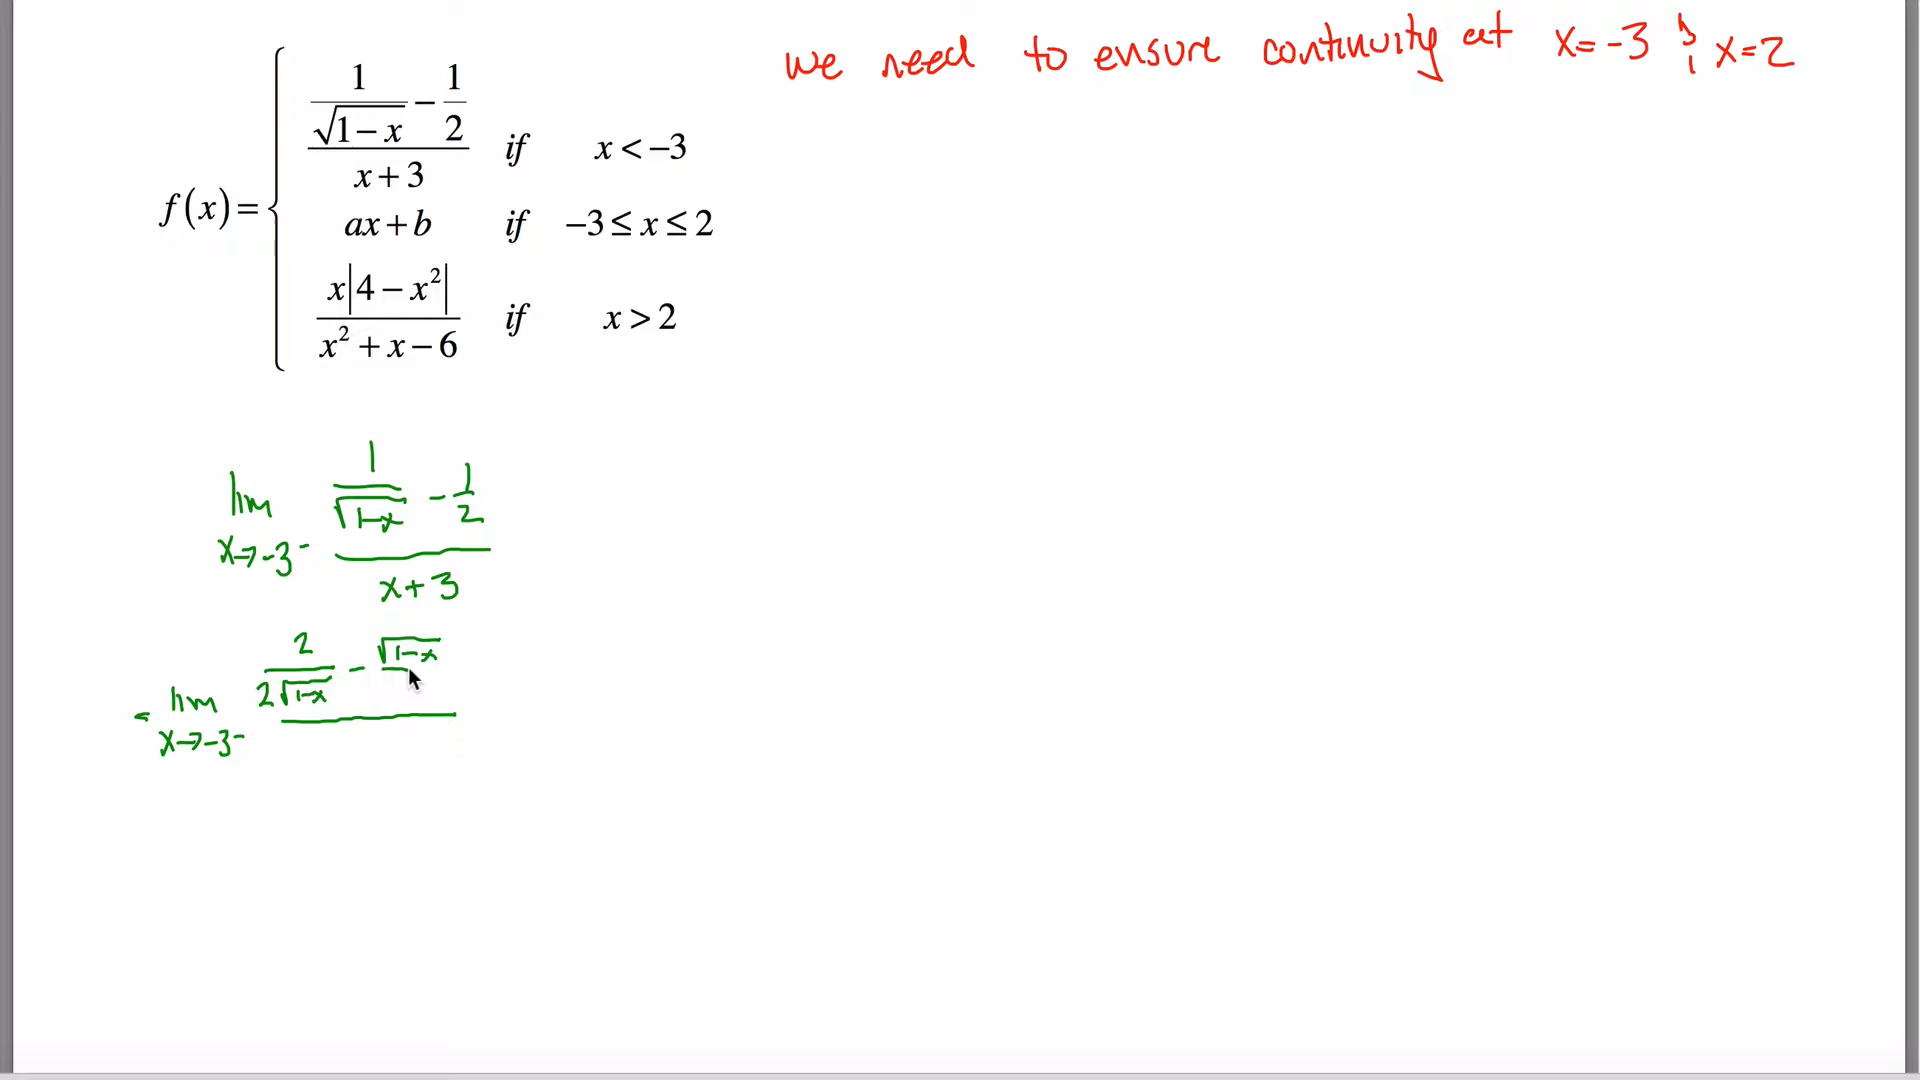 we need to ensure continuity at x=-3 & x=2
f(x) = { (1/√(1-x) - 1/2)/(x+3) if x < -3
ax+b if -3 ≤ x ≤ 2
x|4-x²|/(x²+x-6) if x > 2
lim x→-3⁻ (1/√(1-x) - 1/2)/(x+3)
= lim x→-3⁻ 2/(2√(1-x)) - √(1-x)